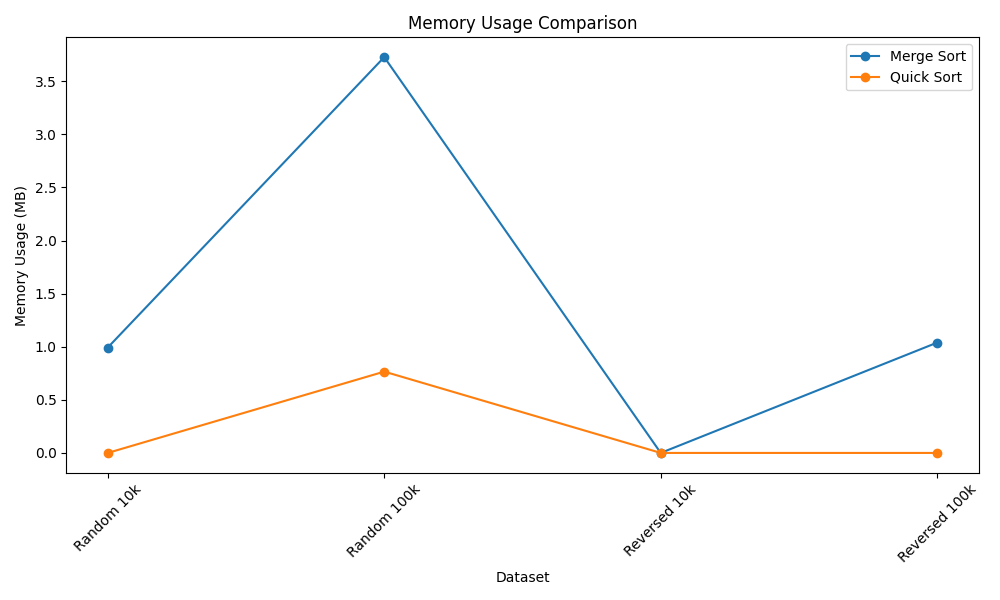 Memory Usage Comparison
Merge Sort
Quick Sort
Memory Usage (MB)
3.5
3.0
2.5
2.0
1.5
1.0
0.5
0.0
Random 10k
Random 100k
Reversed 10k
Reversed 100k
Dataset